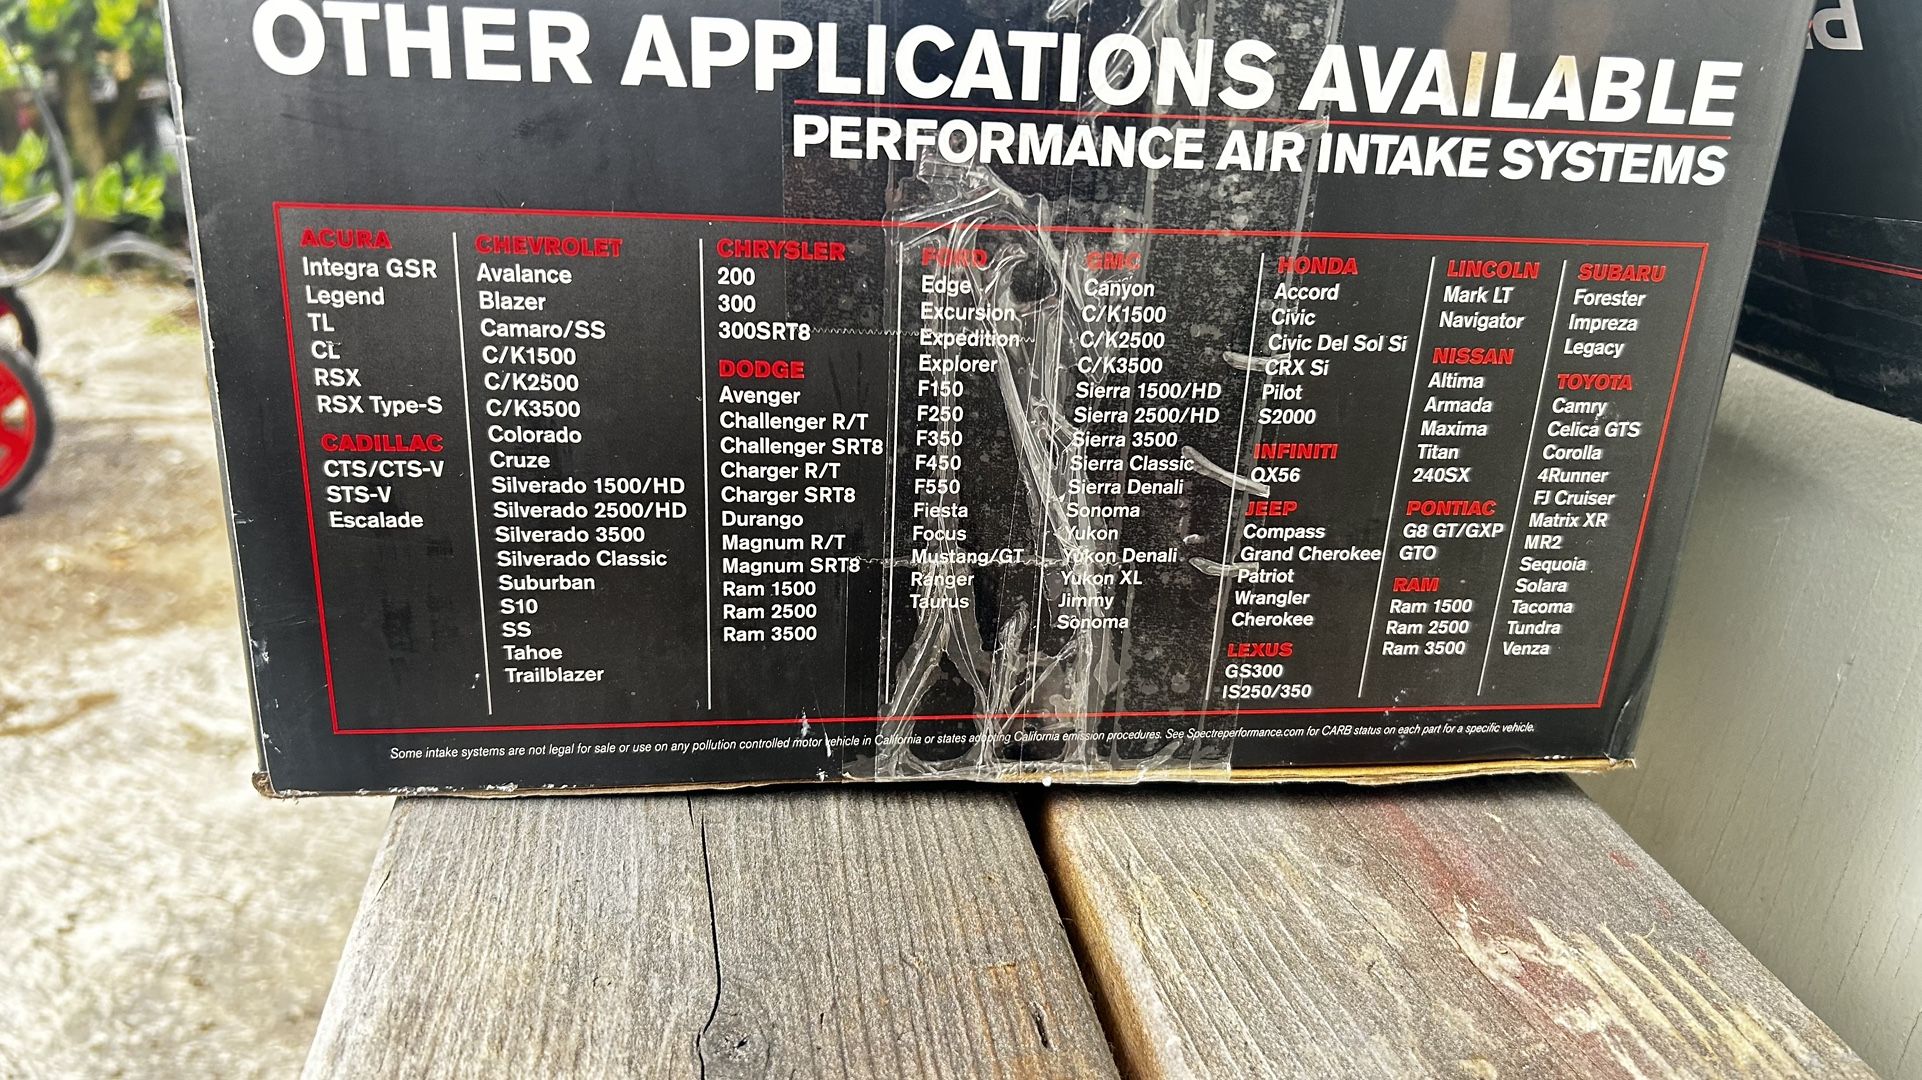 OTHER APPLICATIONS AVAILABLE
PERFORMANCE AIR INTAKE SYSTEMS
ACURA
Integra GSR
Legend
TL
CL
RSX
RSX Type-S
CADILLAC
CTS/CTS-V
STS-V
Escalade
CHEVROLET
Avalance
Blazer
Camaro/SS
C/K1500
C/K2500
C/K3500
Colorado
Cruze
Silverado 1500/HD
Silverado 2500/HD
Silverado 3500
Silverado Classic
Suburban
S10
SS
Tahoe
Trailblazer
CHRYSLER
200
300
300SRT8
DODGE
Avenger
Challenger R/T
Challenger SRT8
Charger R/T
Charger SRT8
Durango
Magnum R/T
Magnum SRT8
Ram 1500
Ram 2500
Ram 3500
FORD
Edge
Excursion
Expedition
Explorer
F150
F250
F350
F450
F550
Fiesta
Focus
Mustang/GT
Ranger
Taurus
GMC
Canyon
C/K1500
C/K2500
C/K3500
Sierra 1500/HD
Sierra 2500/HD
Sierra 3500
Sierra Classic
Sierra Denali
Sonoma
Yukon
Yukon Denali
Yukon XL
Jimmy
Sonoma
HONDA
Accord
Civic
Civic Del Sol Si
CRX Si
Pilot
S2000
INFINITI
QX56
JEEP
Compass
Grand Cherokee
Patriot
Wrangler
Cherokee
LEXUS
GS300
IS250/350
LINCOLN
Mark LT
Navigator
NISSAN
Altima
Armada
Maxima
Titan
240SX
PONTIAC
G8 GT/GXP
GTO
RAM
Ram 1500
Ram 2500
Ram 3500
SUBARU
Forester
Impreza
Legacy
TOYOTA
Camry
Celica GTS
Corolla
4Runner
FJ Cruiser
Matrix XR
MR2
Sequoia
Solara
Tacoma
Tundra
Venza
Some intake systems are not legal for sale or use on any pollution controlled motor vehicle in California or states adopting California emission procedures. See Spectreperformance.com for CARB status on each part for a specific vehicle.